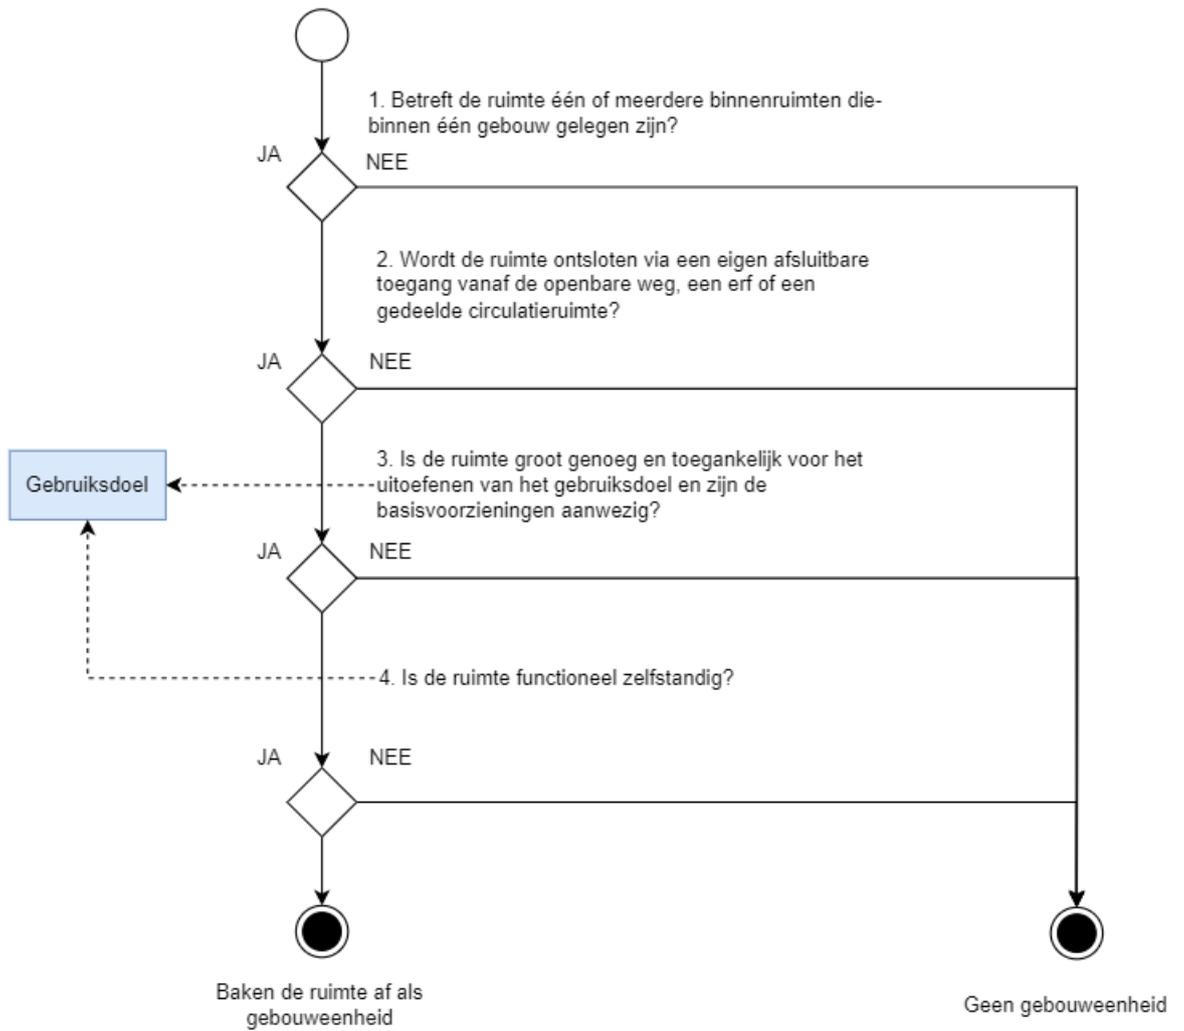 1. Betreft de ruimte één of meerdere binnenruimten die-
binnen één gebouw gelegen zijn?
JA
NEE
2. Wordt de ruimte ontsloten via een eigen afsluitbare
toegang vanaf de openbare weg, een erf of een
gedeelde circulatieruimte?
JA
NEE
3. Is de ruimte groot genoeg en toegankelijk voor het
uitoefenen van het gebruiksdoel en zijn de
basisvoorzieningen aanwezig?
Gebruiksdoel
JA
NEE
4. Is de ruimte functioneel zelfstandig?
JA
NEE
Baken de ruimte af als
gebouweenheid
Geen gebouweenheid